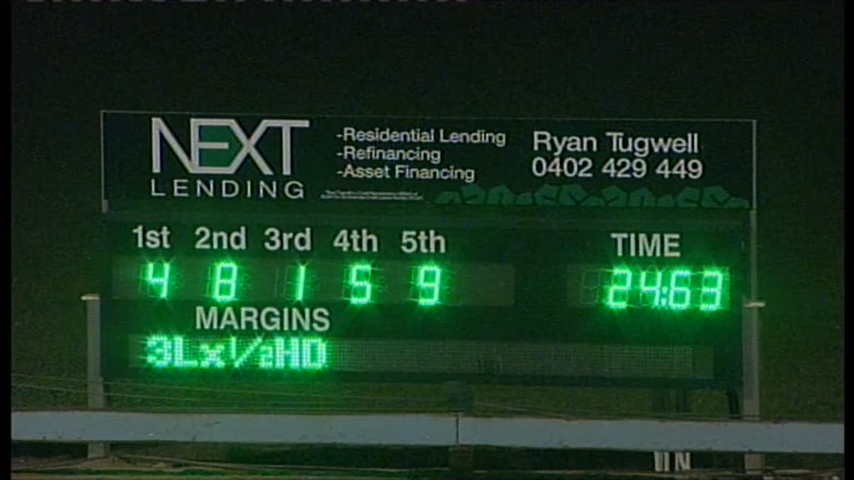 NEXT
LENDING
-Residential Lending
-Refinancing
-Asset Financing
Ryan Tugwell
0402 429 449
1st 2nd 3rd 4th 5th TIME
4 8 1 5 9 24:63
MARGINS
3Lx1/2HD